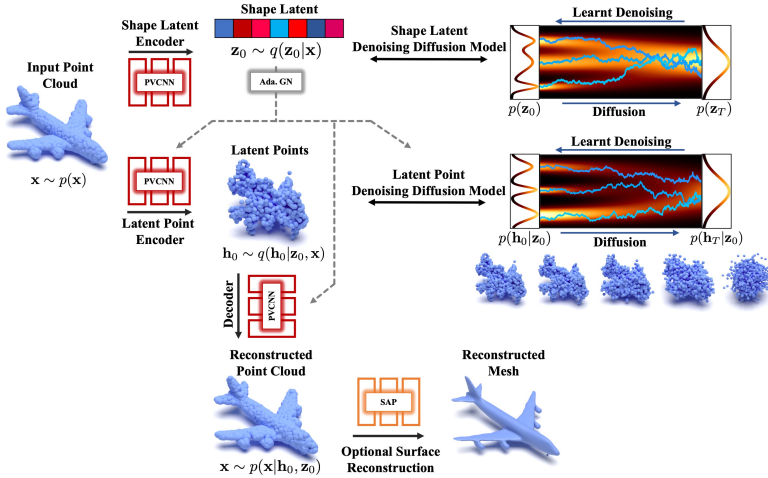 Shape Latent
Encoder
PVCNN
Shape Latent
z₀ ∼ q(z₀|x)
Ada. GN
Shape Latent
Denoising Diffusion Model
Learnt Denoising
p(z₀)
Diffusion
p(z_T)
Input Point
Cloud
x ∼ p(x)
PVCNN
Latent Point
Encoder
Latent Points
h₀ ∼ q(h₀|z₀, x)
Latent Point
Denoising Diffusion Model
Learnt Denoising
p(h₀|z₀)
Diffusion
p(h_T|z₀)
Decoder
PVCNN
Reconstructed
Point Cloud
x ∼ p(x|h₀, z₀)
SAP
Optional Surface
Reconstruction
Reconstructed
Mesh